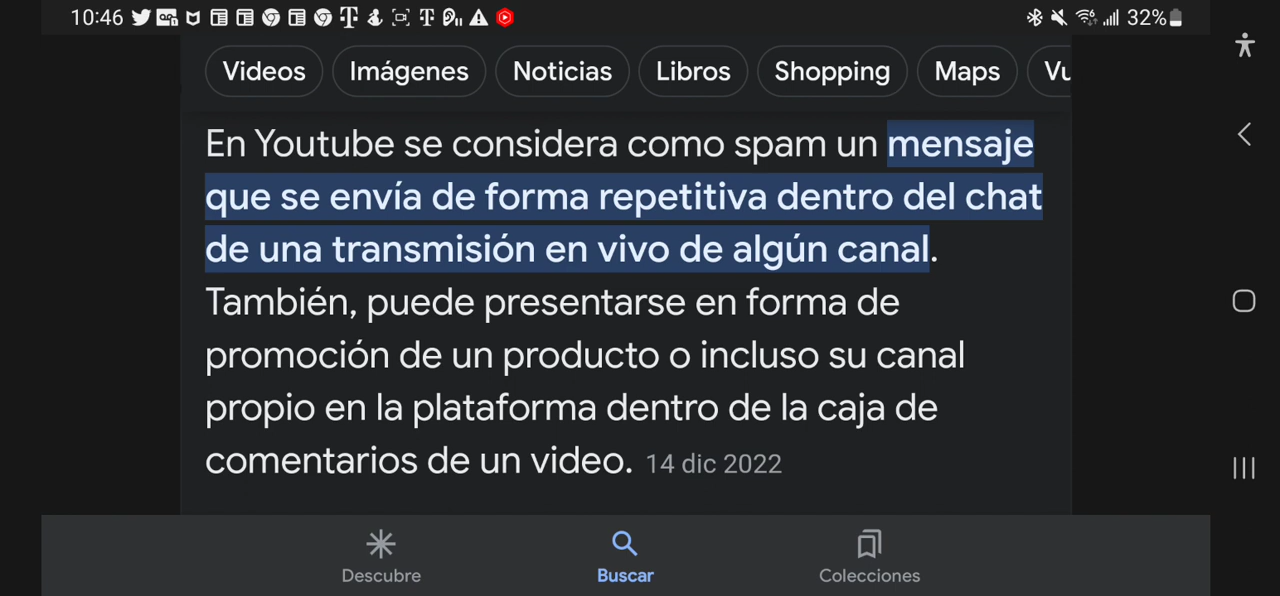 10:46 32%
Videos Imágenes Noticias Libros Shopping Maps Vu
En Youtube se considera como spam un mensaje
que se envía de forma repetitiva dentro del chat
de una transmisión en vivo de algún canal.
También, puede presentarse en forma de
promoción de un producto o incluso su canal
propio en la plataforma dentro de la caja de
comentarios de un video. 14 dic 2022
Descubre Buscar Colecciones